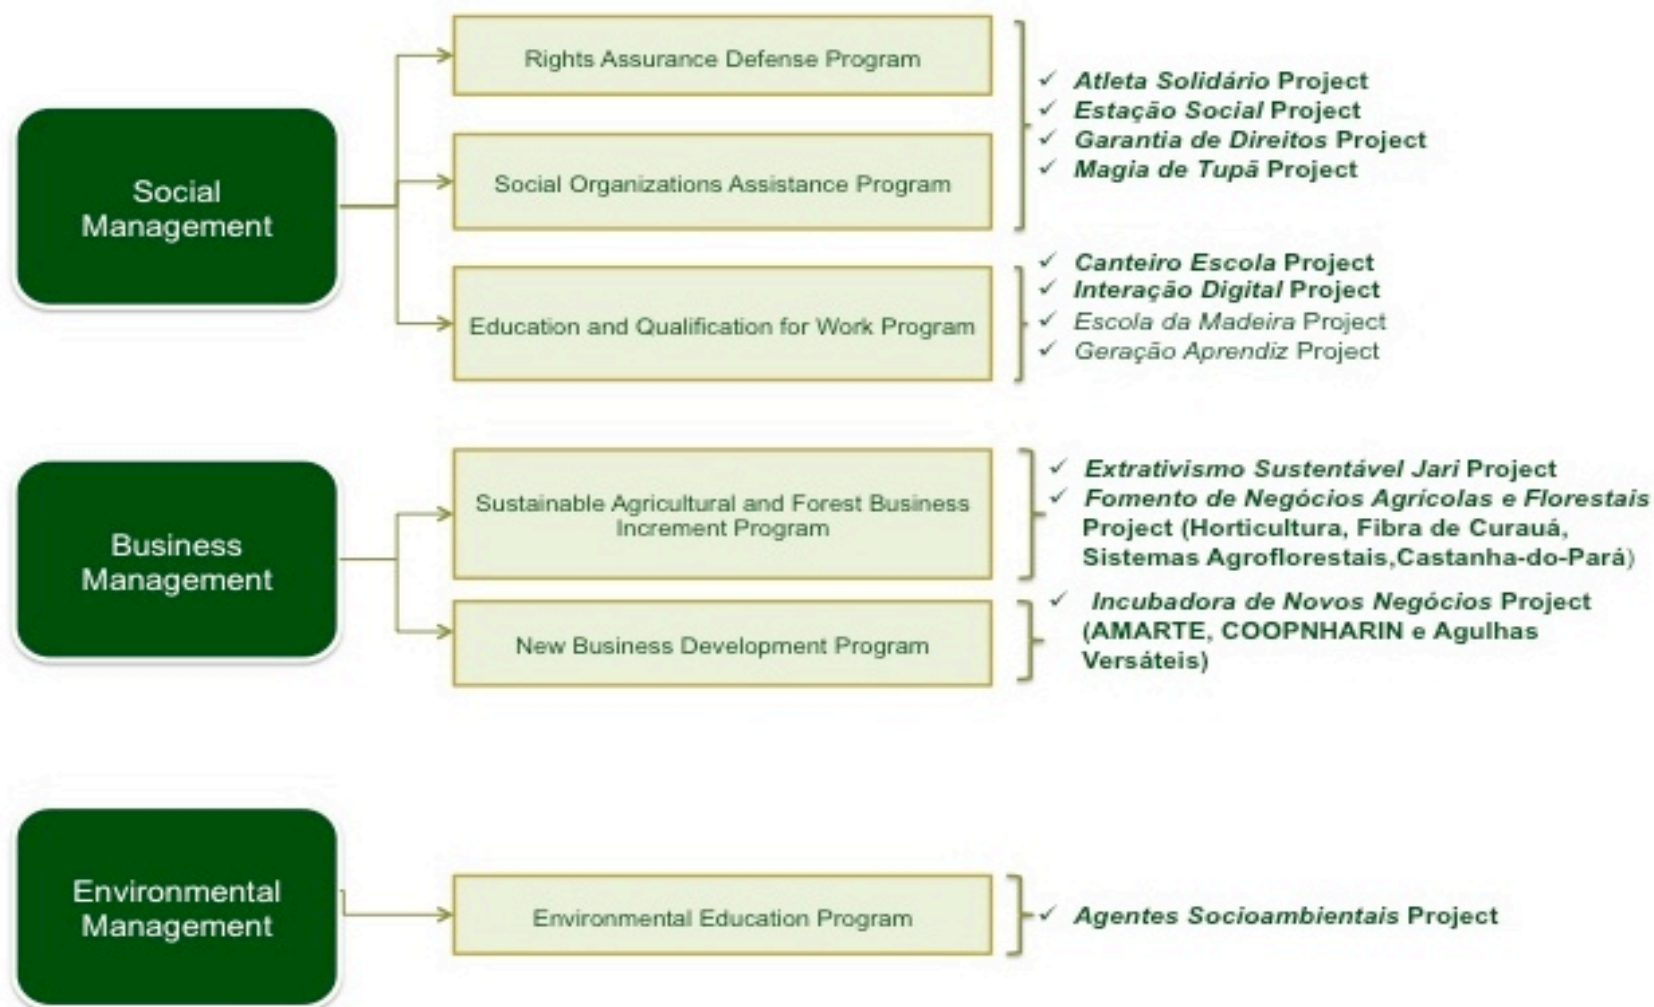 Social
Management
Rights Assurance Defense Program
Social Organizations Assistance Program
✓ Atleta Solidário Project
✓ Estação Social Project
✓ Garantia de Direitos Project
✓ Magia de Tupã Project
Education and Qualification for Work Program
✓ Canteiro Escola Project
✓ Interação Digital Project
✓ Escola da Madeira Project
✓ Geração Aprendiz Project
Business
Management
Sustainable Agricultural and Forest Business
Increment Program
✓ Extrativismo Sustentável Jari Project
✓ Fomento de Negócios Agrícolas e Florestais
Project (Horticultura, Fibra de Curauá,
Sistemas Agroflorestais,Castanha-do-Pará)
New Business Development Program
✓ Incubadora de Novos Negócios Project
(AMARTE, COOPNHARIN e Agulhas
Versáteis)
Environmental
Management
Environmental Education Program
✓ Agentes Socioambientais Project